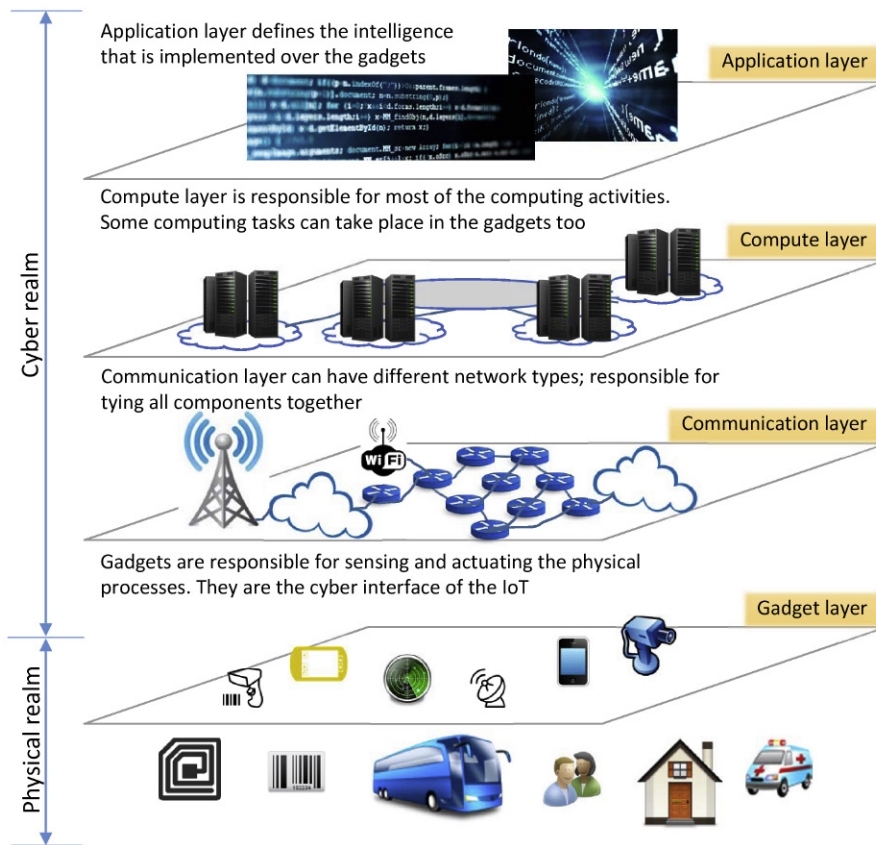 Application layer defines the intelligence
that is implemented over the gadgets
Application layer
Compute layer is responsible for most of the computing activities.
Some computing tasks can take place in the gadgets too
Compute layer
Communication layer can have different network types; responsible for
tying all components together
Communication layer
WiFi
Gadgets are responsible for sensing and actuating the physical
processes. They are the cyber interface of the IoT
Gadget layer
Cyber realm
Physical realm